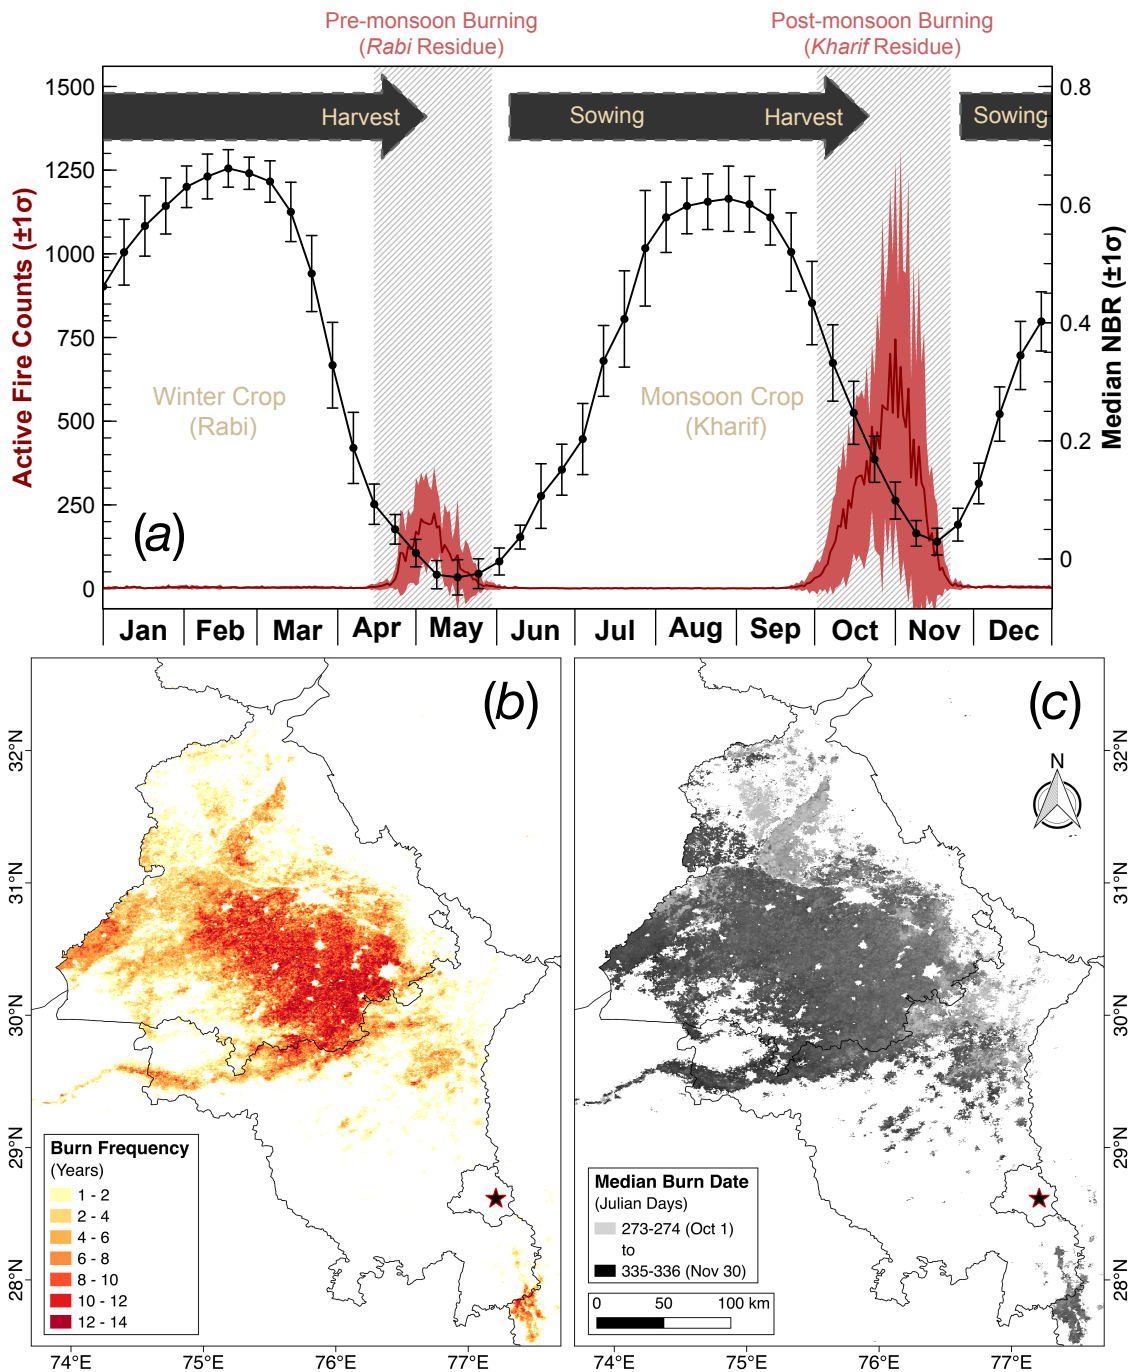 Pre-monsoon Burning
(Rabi Residue)
Post-monsoon Burning
(Kharif Residue)
1500
1250
1000
750
500
250
0
Active Fire Counts (±1σ)
0.8
0.6
0.4
0.2
0
Median NBR (±1σ)
Harvest
Sowing
Harvest
Sowing
Winter Crop
(Rabi)
Monsoon Crop
(Kharif)
(a)
Jan
Feb
Mar
Apr
May
Jun
Jul
Aug
Sep
Oct
Nov
Dec
(b)
32°N
31°N
30°N
29°N
28°N
Burn Frequency
(Years)
1 - 2
2 - 4
4 - 6
6 - 8
8 - 10
10 - 12
12 - 14
74°E
75°E
76°E
77°E
(c)
N
32°N
31°N
30°N
29°N
28°N
Median Burn Date
(Julian Days)
273-274 (Oct 1)
to
335-336 (Nov 30)
0 50 100 km
74°E
75°E
76°E
77°E